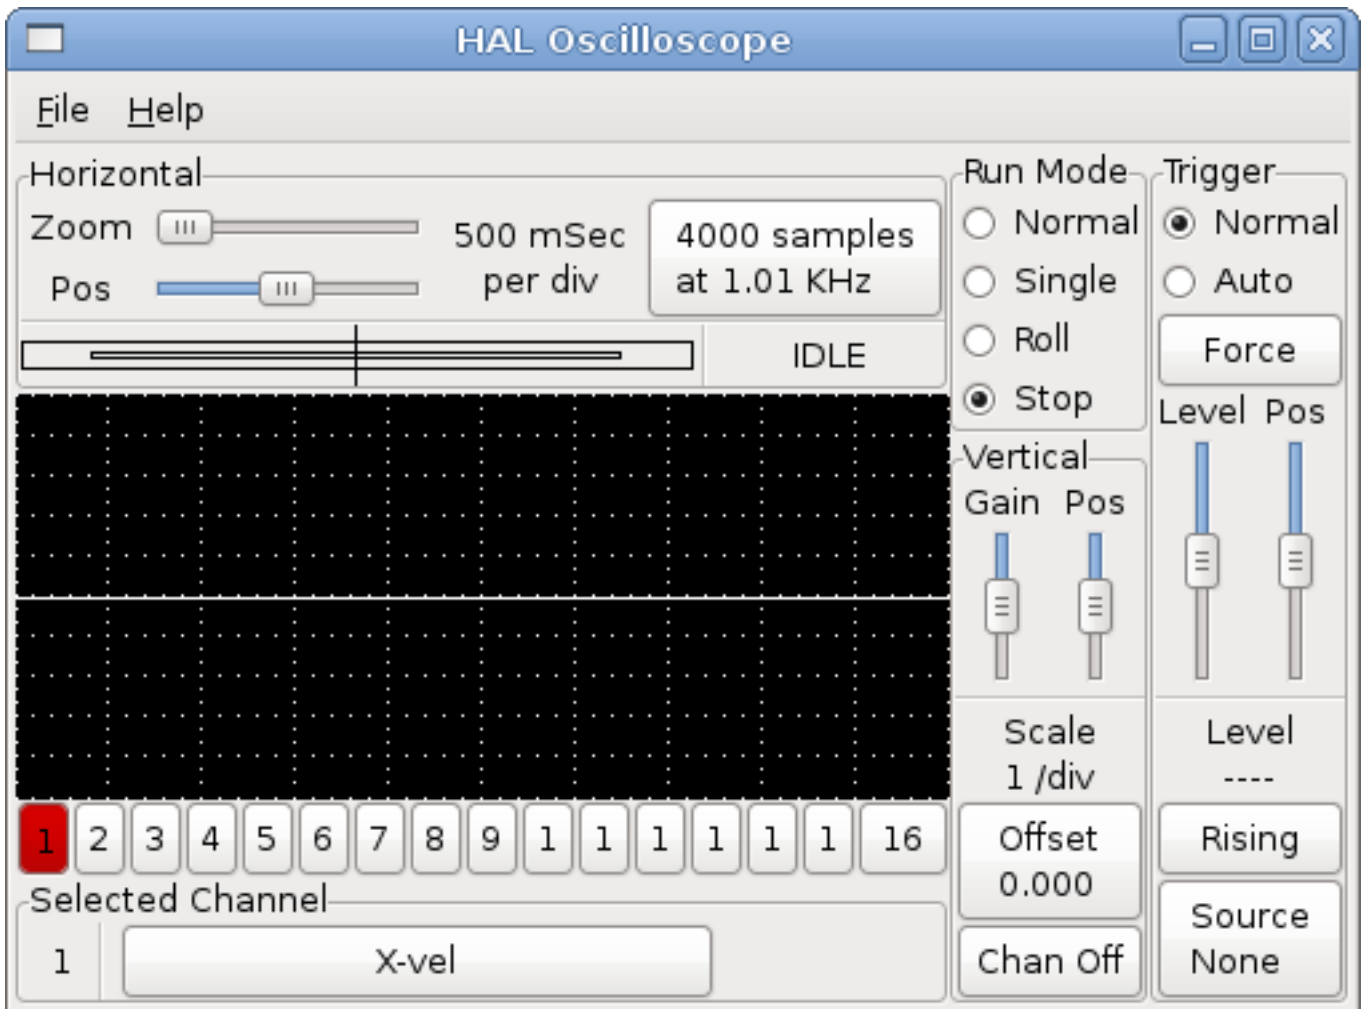 HAL Oscilloscope
File Help
Horizontal
Zoom
Pos
500 mSec
per div
4000 samples
at 1.01 KHz
IDLE
Run Mode
Normal
Single
Roll
Stop
Trigger
Normal
Auto
Force
Level Pos
Vertical
Gain Pos
Scale
1 /div
Level
----
1 2 3 4 5 6 7 8 9 1 1 1 1 1 1 16
Offset
0.000
Rising
Selected Channel
1 X-vel
Chan Off
Source
None